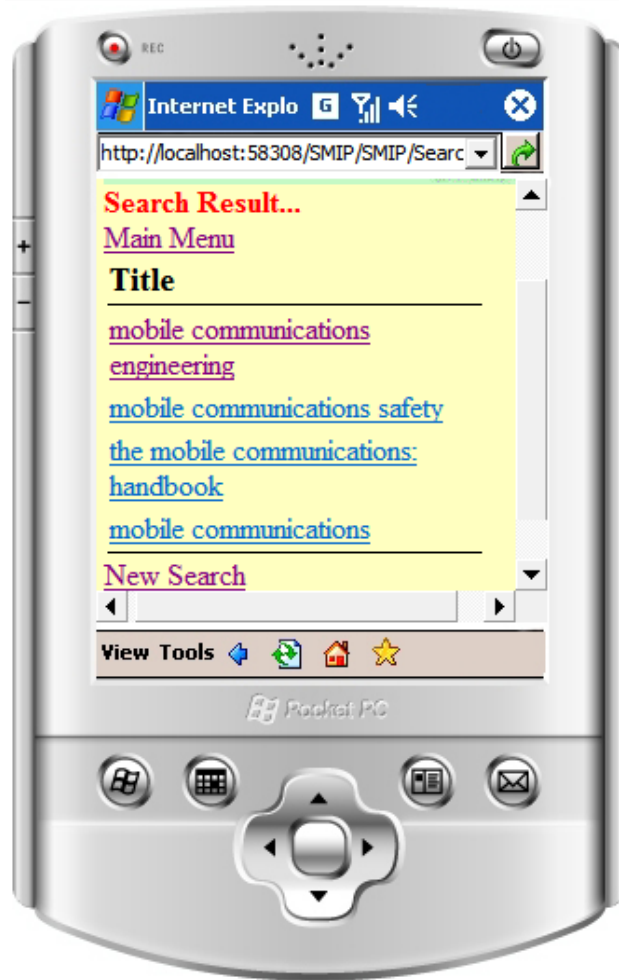 REC
Internet Explo G
http://localhost:58308/SMIP/SMIP/Searc
Search Result...
Main Menu
Title
mobile communications
engineering
mobile communications safety
the mobile communications:
handbook
mobile communications
New Search
View Tools
Pocket PC